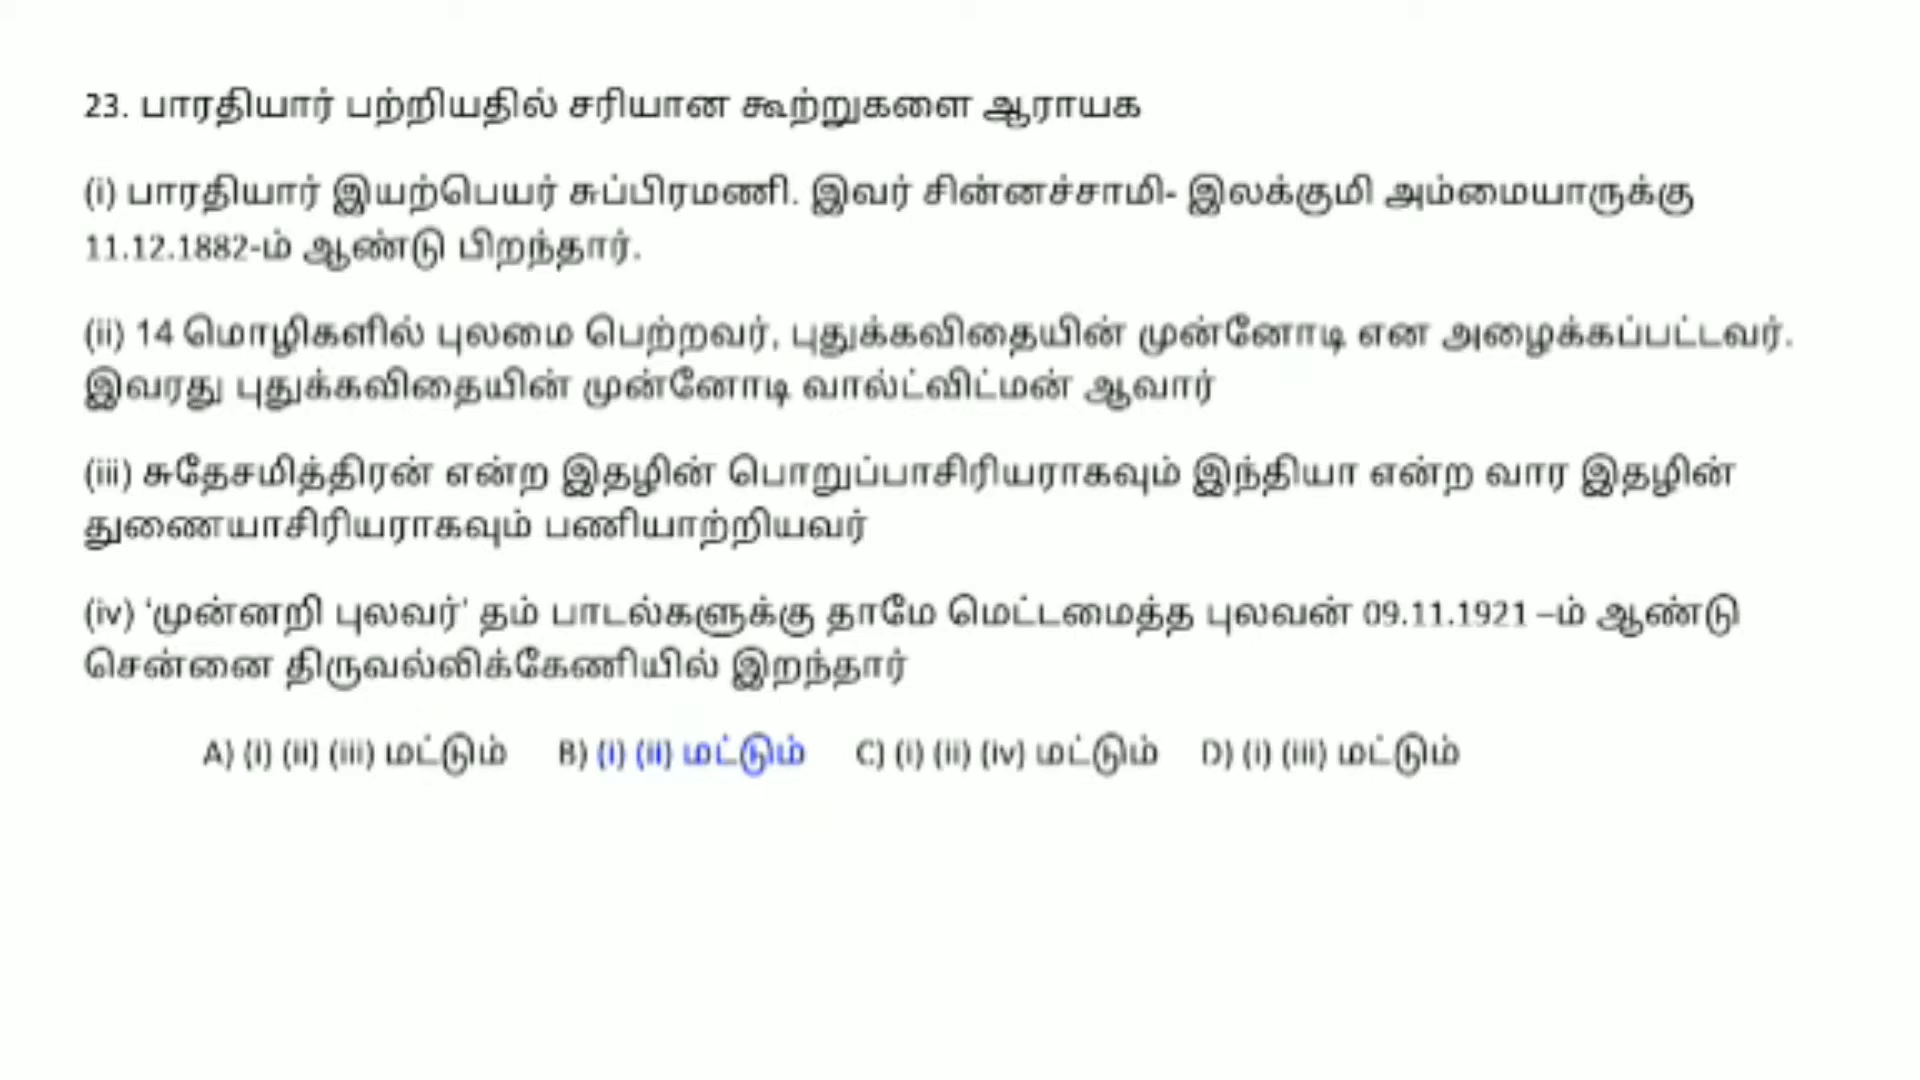 23. பாரதியார் பற்றியதில் சரியான கூற்றுகளை ஆராயக
(i) பாரதியார் இயற்பெயர் சுப்பிரமணி. இவர் சின்னச்சாமி- இலக்குமி அம்மையாருக்கு
11.12.1882-ம் ஆண்டு பிறந்தார்.
(ii) 14 மொழிகளில் புலமை பெற்றவர், புதுக்கவிதையின் முன்னோடி என அழைக்கப்பட்டவர்.
இவரது புதுக்கவிதையின் முன்னோடி வால்ட்விட்மன் ஆவார்
(iii) சுதேசமித்திரன் என்ற இதழின் பொறுப்பாசிரியராகவும் இந்தியா என்ற வார இதழின்
துணையாசிரியராகவும் பணியாற்றியவர்
(iv) ‘முன்னறி புலவர்’ தம் பாடல்களுக்கு தாமே மெட்டமைத்த புலவன் 09.11.1921 –ம் ஆண்டு
சென்னை திருவல்லிக்கேணியில் இறந்தார்
A) (i) (ii) (iii) மட்டும் B) (i) (ii) மட்டும் C) (i) (ii) (iv) மட்டும் D) (i) (iii) மட்டும்